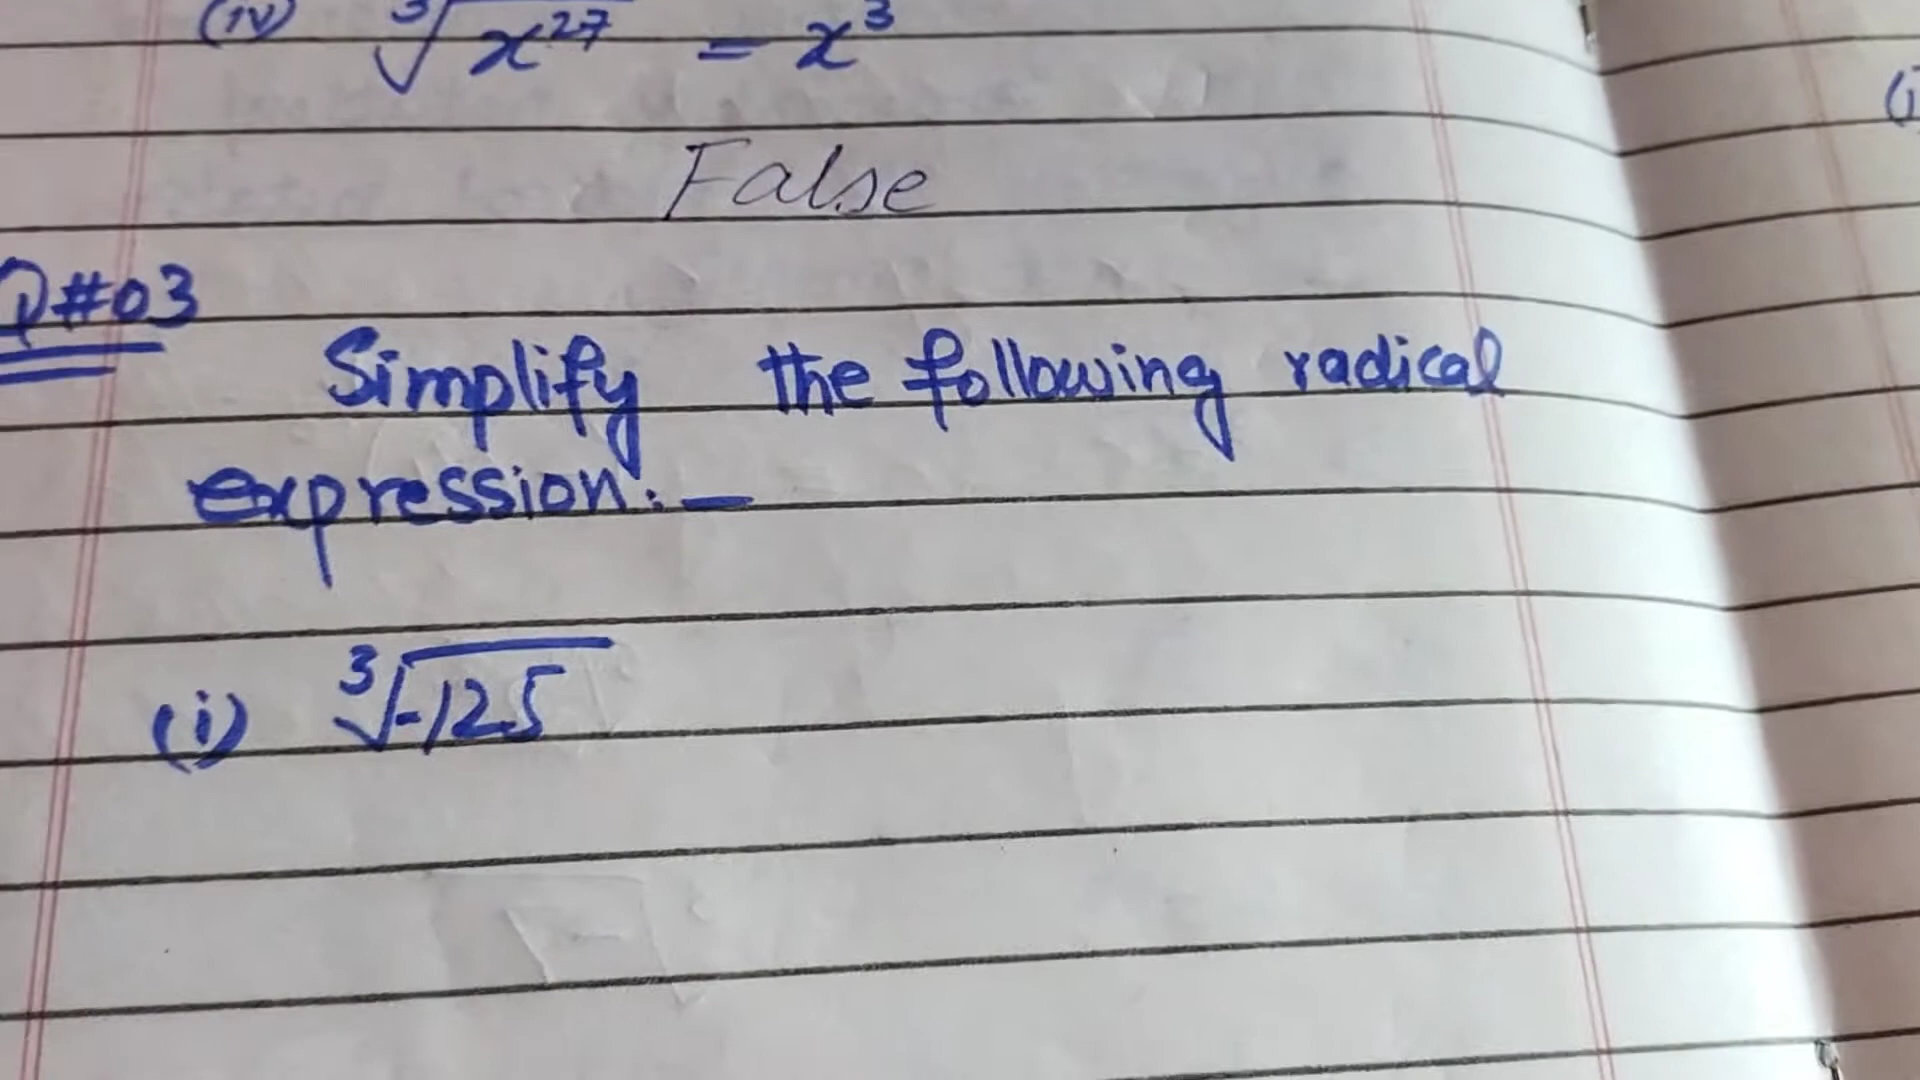 (iv) ∛x²⁷ = x³
False
Q#03
Simplify the following radical
expression:—
(i) ∛-125